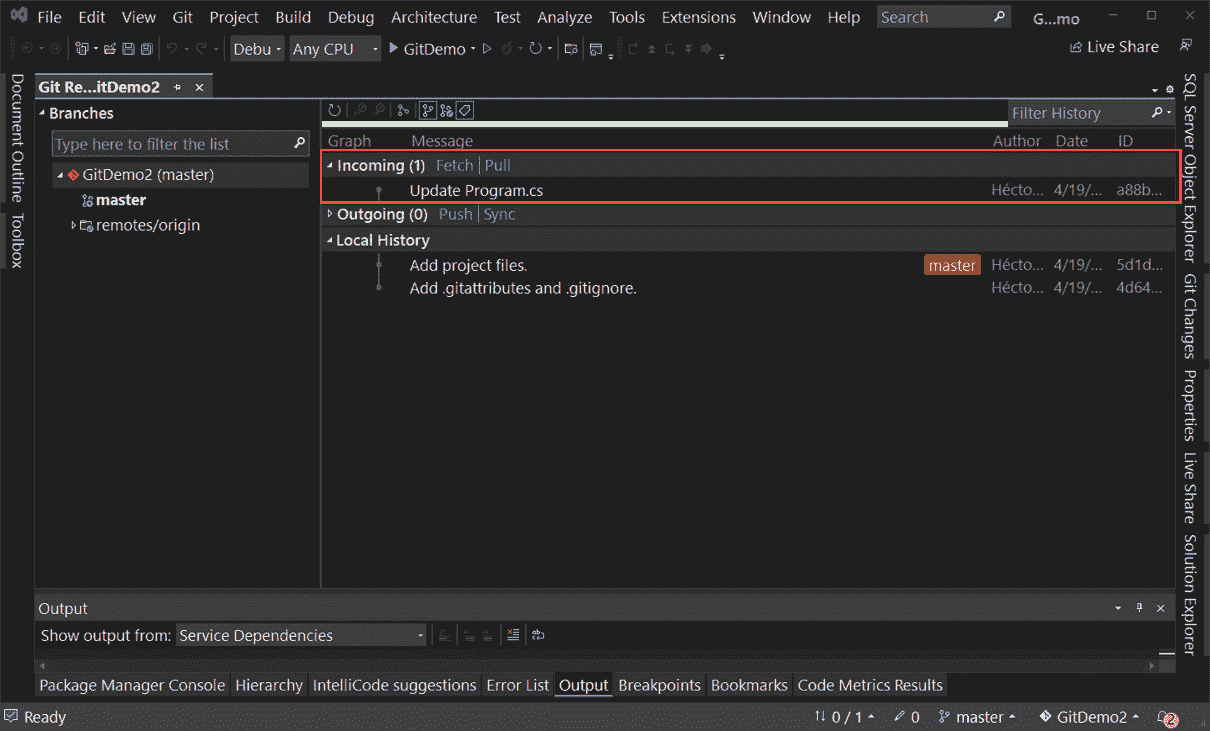 File Edit View Git Project Build Debug Architecture Test Analyze Tools Extensions Window Help Search G...mo
Debu Any CPU GitDemo Live Share
Document Outline
Toolbox
Git Re...itDemo2
Branches
Type here to filter the list
GitDemo2 (master)
master
remotes/origin
Filter History
Graph Message Author Date ID
Incoming (1) Fetch | Pull
Update Program.cs Hécto... 4/19/... a88b...
Outgoing (0) Push | Sync
Local History
Add project files. master Hécto... 4/19/... 5d1d...
Add .gitattributes and .gitignore. Hécto... 4/19/... 4d64...
SQL Server Object Explorer
Git Changes
Properties
Live Share
Solution Explorer
Output
Show output from: Service Dependencies
Package Manager Console Hierarchy IntelliCode suggestions Error List Output Breakpoints Bookmarks Code Metrics Results
Ready 0 / 1 0 master GitDemo2 2